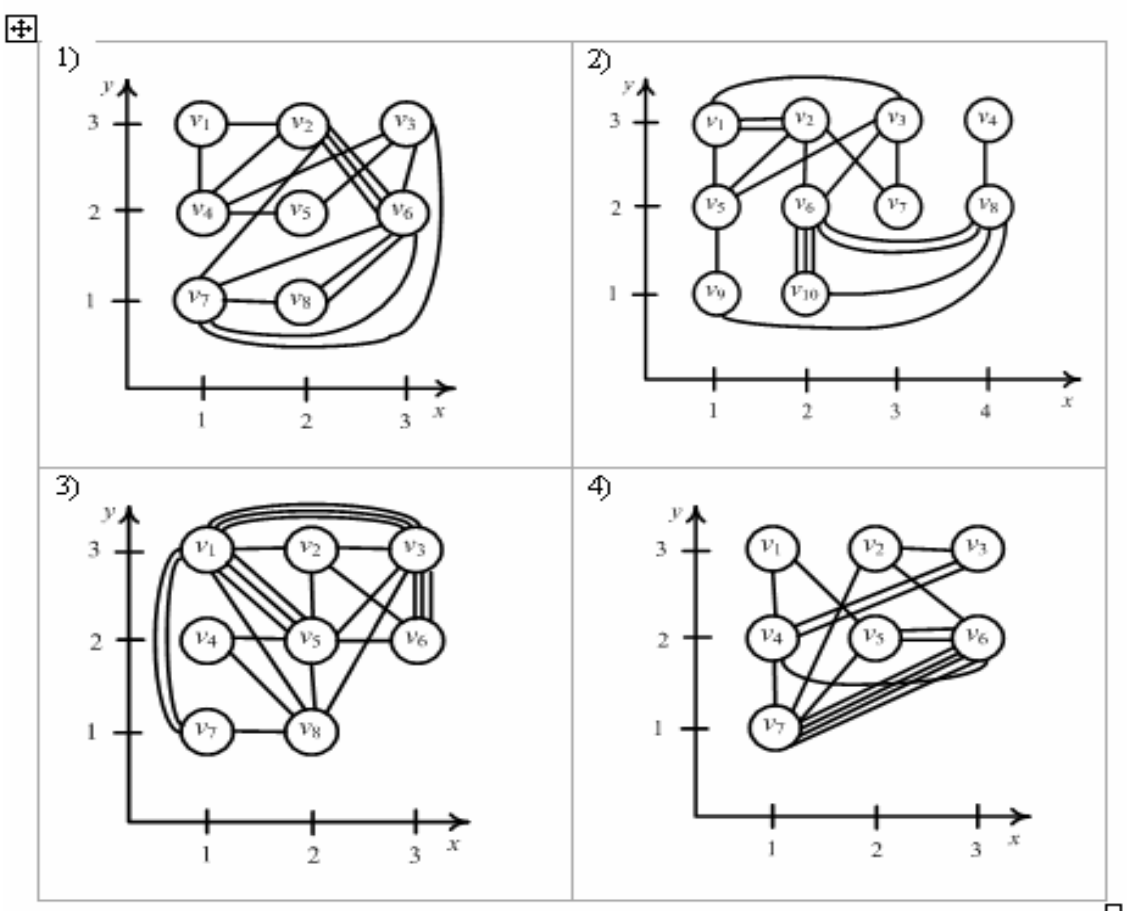 1)
y
3 v1 v2 v3
2 v4 v5 v6
1 v7 v8
1 2 3 x
2)
y
3 v1 v2 v3 v4
2 v5 v6 v7 v8
1 v9 v10
1 2 3 4 x
3)
y
3 v1 v2 v3
2 v4 v5 v6
1 v7 v8
1 2 3 x
4)
y
3 v1 v2 v3
2 v4 v5 v6
1 v7
1 2 3 x